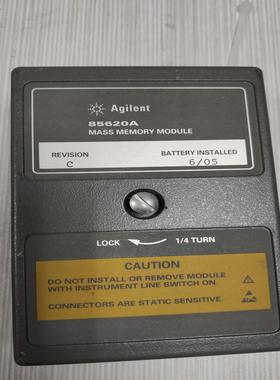 Agilent
85620A
MASS MEMORY MODULE
REVISION BATTERY INSTALLED
C 6/05
LOCK 1/4 TURN
CAUTION
DO NOT INSTALL OR REMOVE MODULE
WITH INSTRUMENT LINE SWITCH ON.
CONNECTORS ARE STATIC SENSITIVE.